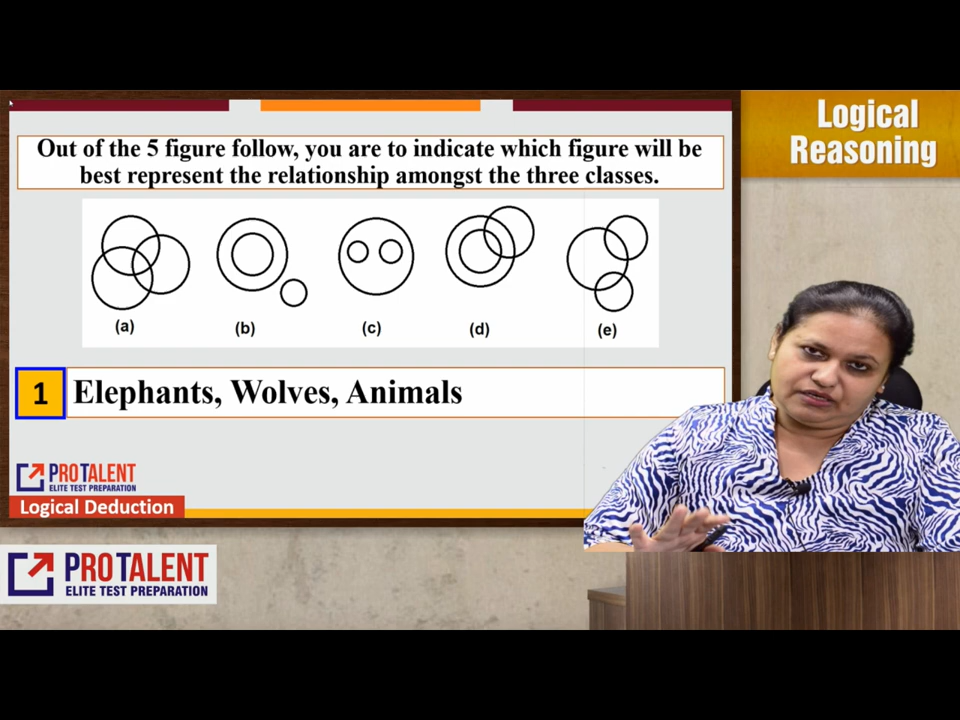 Logical
Reasoning
Out of the 5 figure follow, you are to indicate which figure will be
best represent the relationship amongst the three classes.
(a) (b) (c) (d) (e)
1 Elephants, Wolves, Animals
PROTALENT
ELITE TEST PREPARATION
Logical Deduction
PROTALENT
ELITE TEST PREPARATION